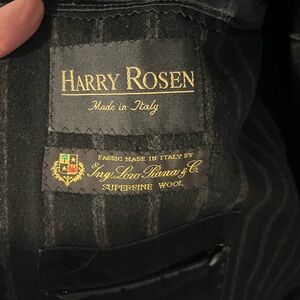 HARRY ROSEN
Made in Italy
FABRIC MADE IN ITALY BY
Ing. Loro Piana & C.
SUPERFINE WOOL